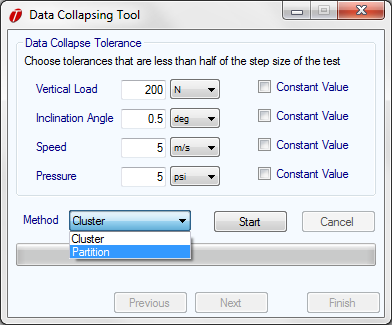 Data Collapsing Tool
Data Collapse Tolerance
Choose tolerances that are less than half of the step size of the test
Vertical Load 200 N Constant Value
Inclination Angle 0.5 deg Constant Value
Speed 5 m/s Constant Value
Pressure 5 psi Constant Value
Method Cluster Start Cancel
Cluster
Partition
Previous Next Finish